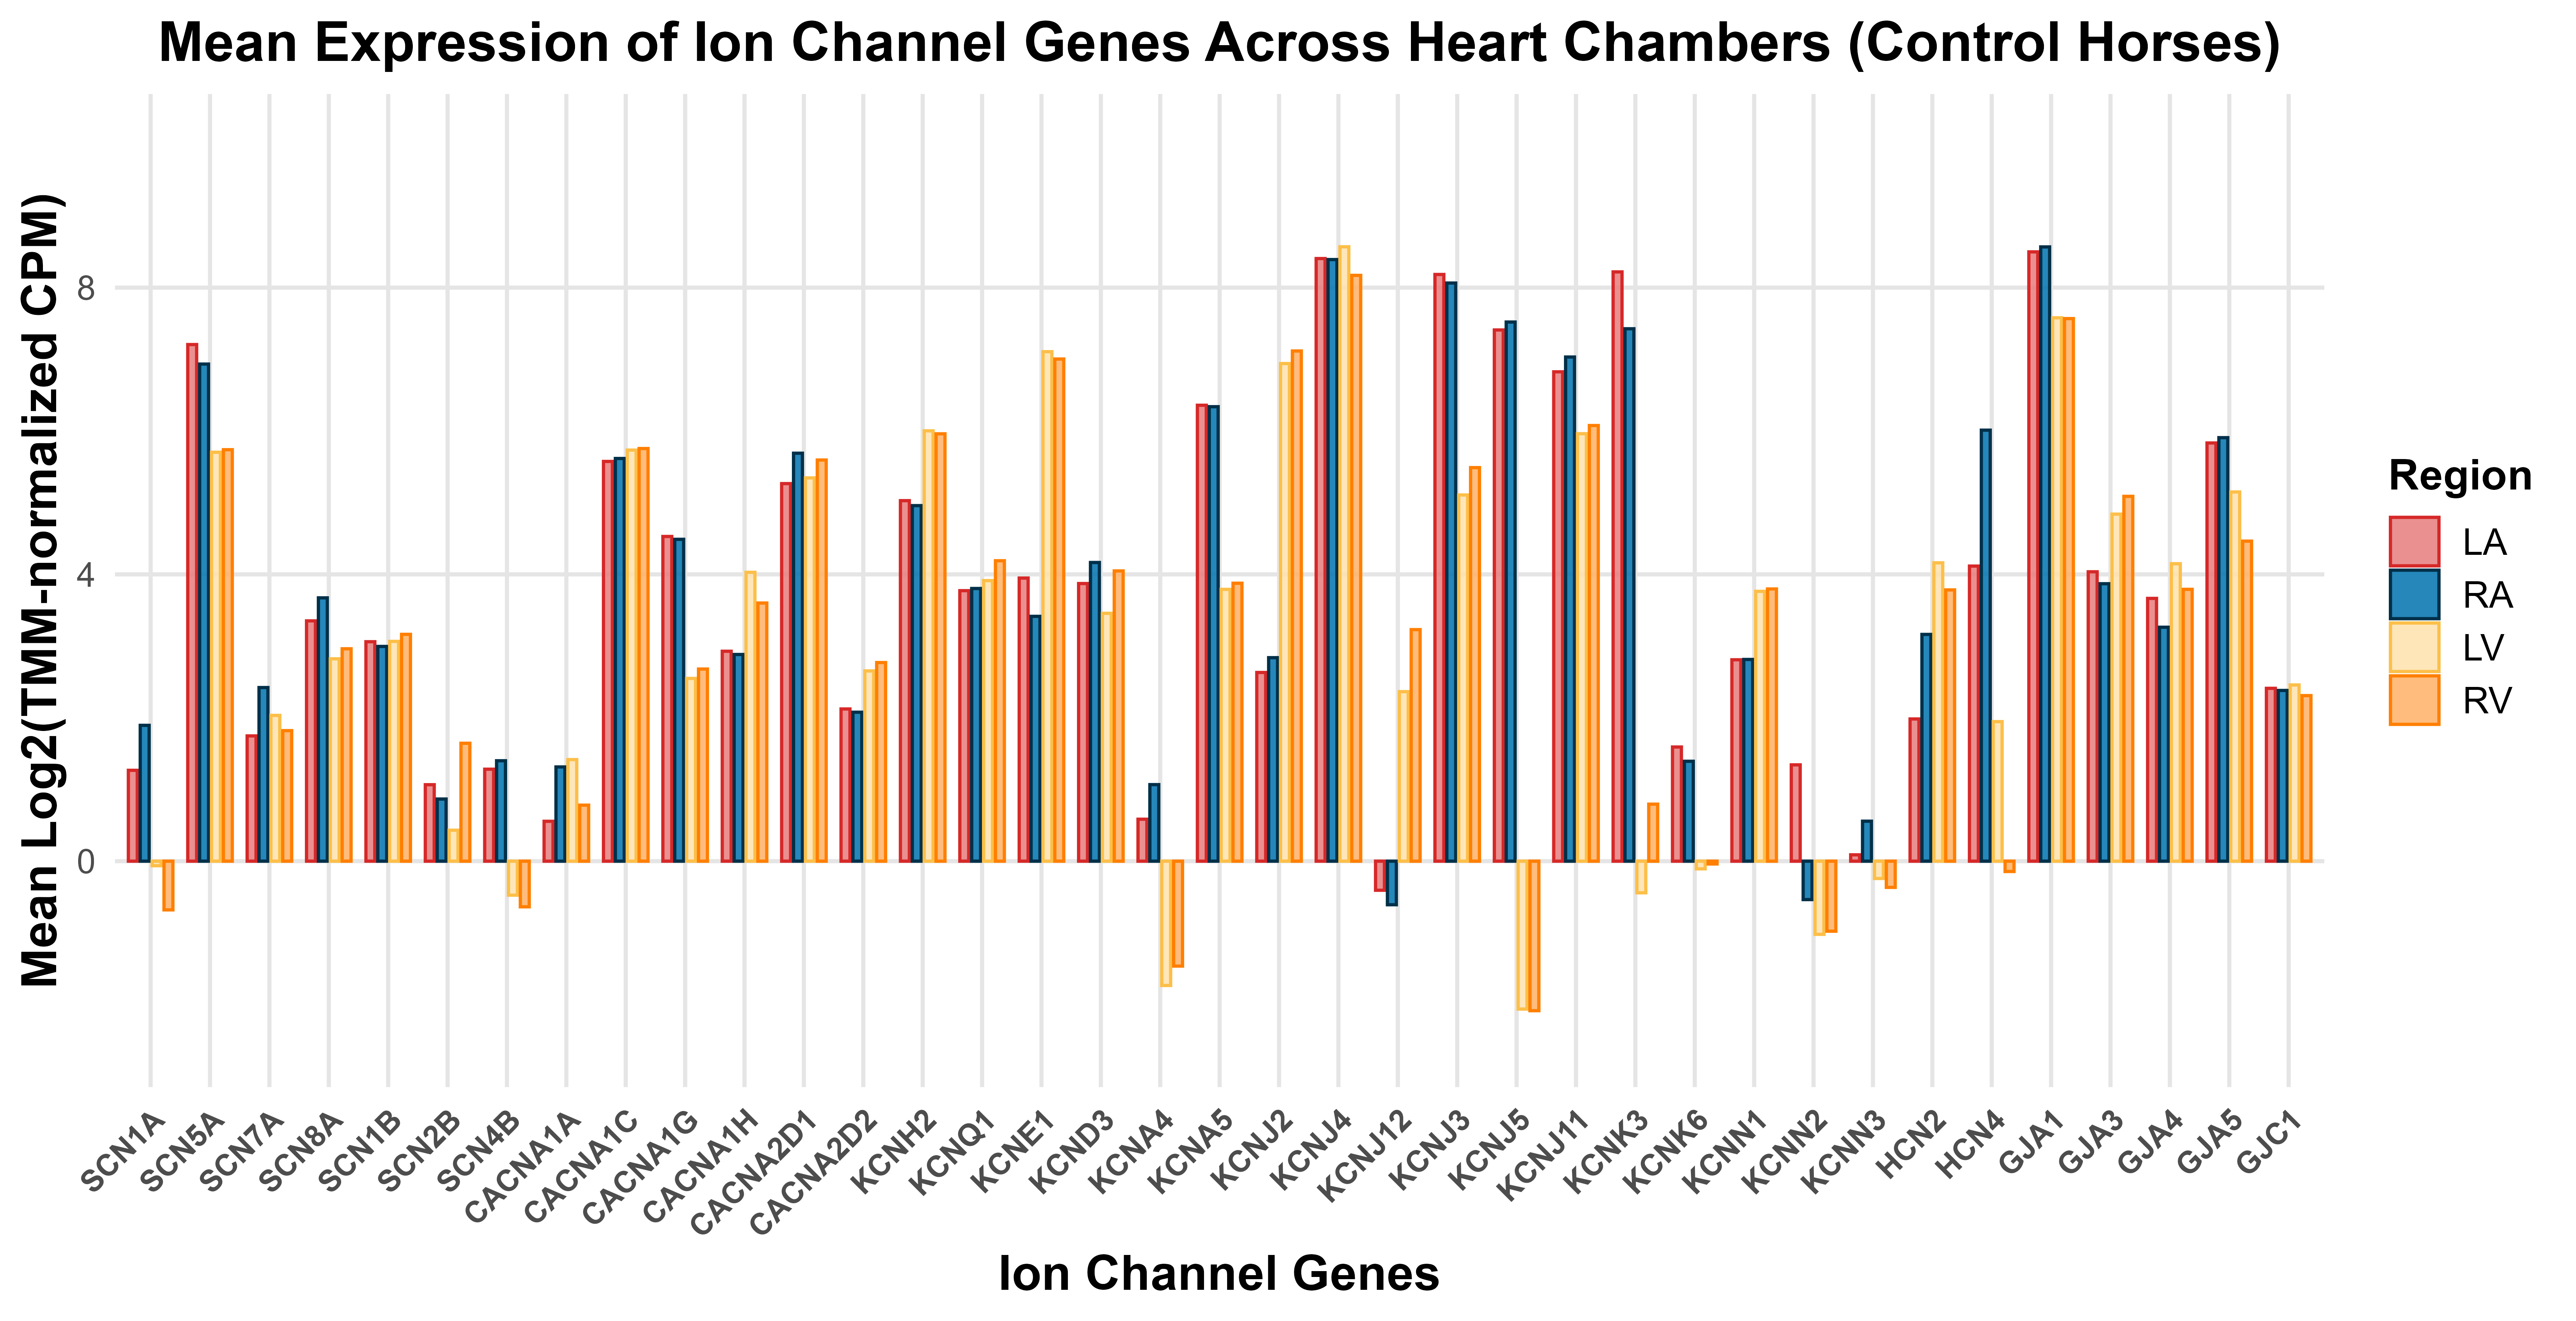 Mean Expression of Ion Channel Genes Across Heart Chambers (Control Horses)
Mean Log2(TMM-normalized CPM)
8
4
0
SCN1A
SCN5A
SCN7A
SCN8A
SCN1B
SCN2B
SCN4B
CACNA1A
CACNA1C
CACNA1G
CACNA1H
CACNA2D1
CACNA2D2
KCNH2
KCNQ1
KCNE1
KCND3
KCNA4
KCNA5
KCNJ2
KCNJ4
KCNJ12
KCNJ3
KCNJ5
KCNJ11
KCNK3
KCNK6
KCNN1
KCNN2
KCNN3
HCN2
HCN4
GJA1
GJA3
GJA4
GJA5
GJC1
Ion Channel Genes
Region
LA
RA
LV
RV